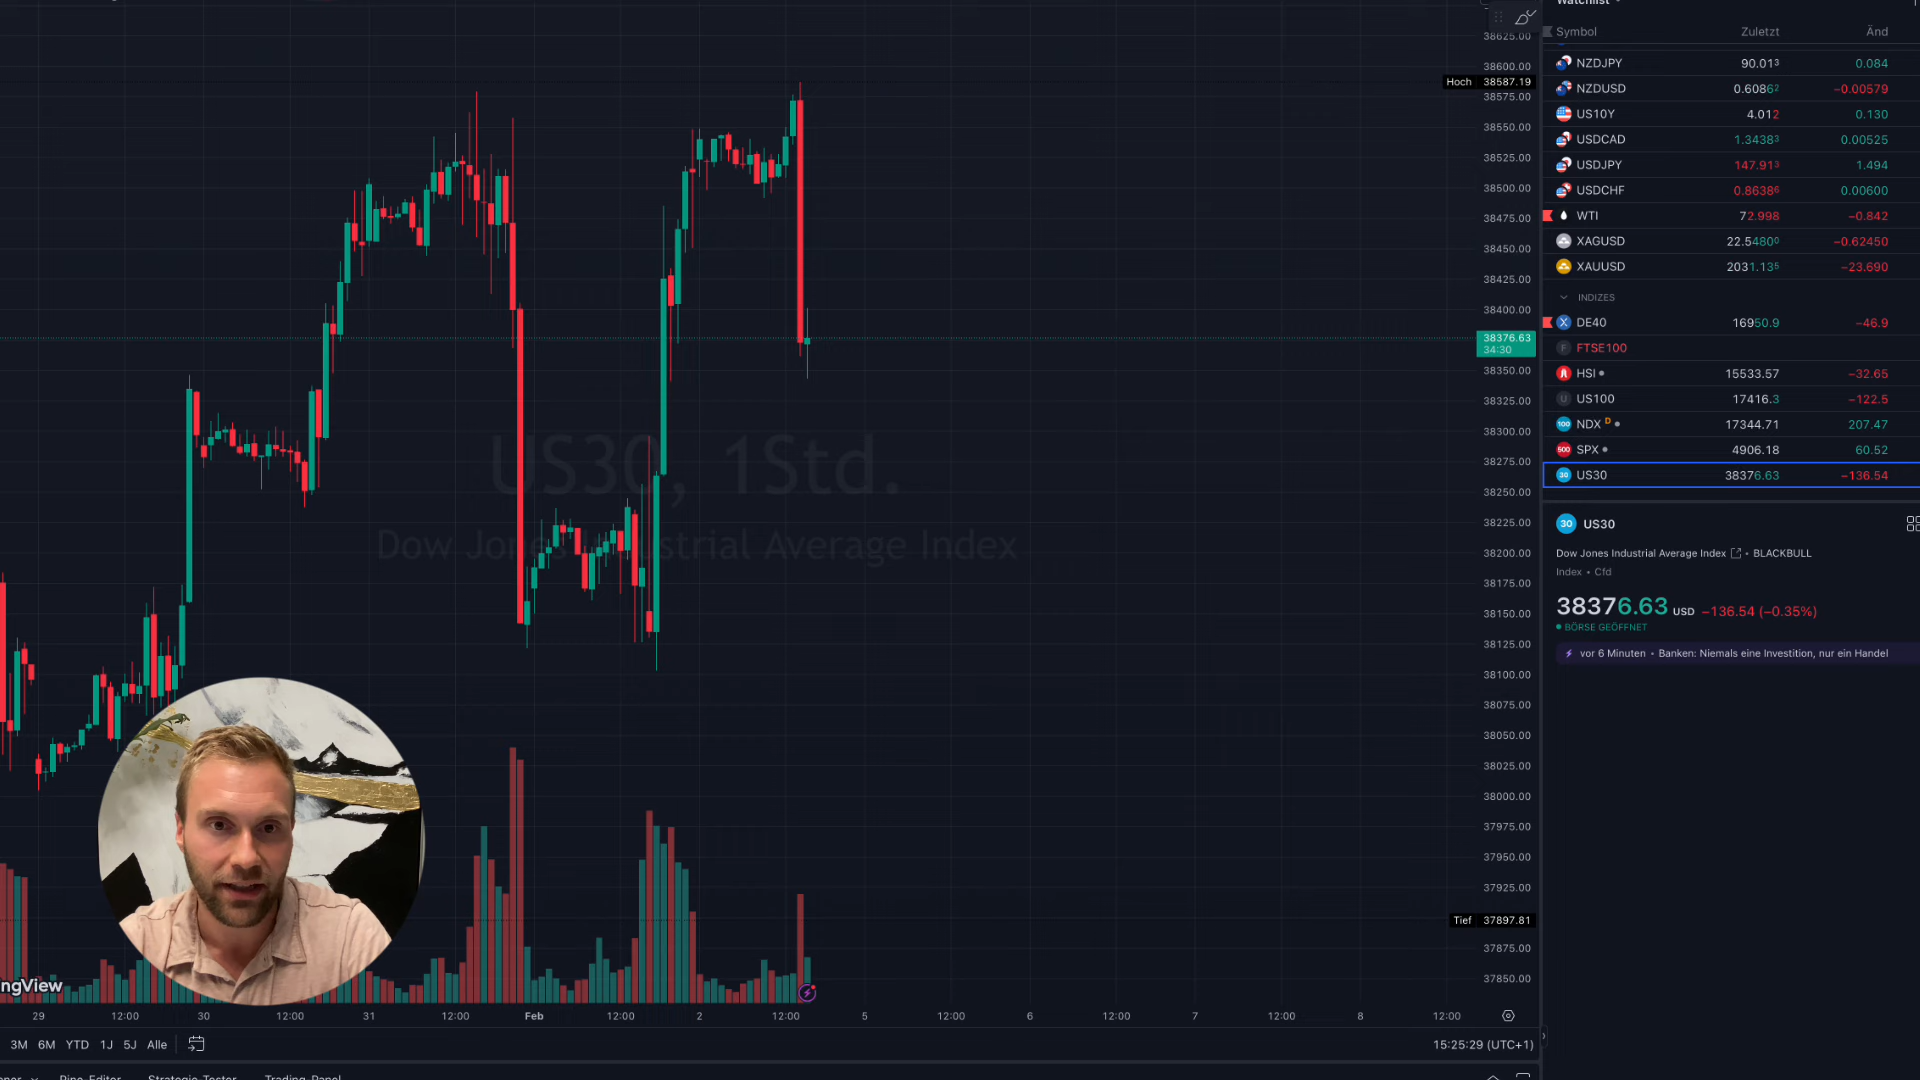 Watchlist
Symbol Zuletzt Änd
NZDJPY 90.013 0.084
NZDUSD 0.60862 −0.00579
US10Y 4.012 0.130
USDCAD 1.34383 0.00525
USDJPY 147.913 1.494
USDCHF 0.86386 0.00600
WTI 72.998 −0.842
XAGUSD 22.54800 −0.62450
XAUUSD 2031.135 −23.690
INDIZES
DE40 16950.9 −46.9
FTSE100
HSI 15533.57 −32.65
US100 17416.3 −122.5
100 NDX D 17344.71 207.47
500 SPX 4906.18 60.52
30 US30 38376.63 −136.54
30 US30
Dow Jones Industrial Average Index • BLACKBULL
Index • Cfd
38376.63 USD −136.54 (−0.35%)
BÖRSE GEÖFFNET
vor 6 Minuten • Banken: Niemals eine Investition, nur ein Handel
38625.00
38600.00
Hoch 38587.19
38575.00
38550.00
38525.00
38500.00
38475.00
38450.00
38425.00
38400.00
38376.63
34:30
38350.00
38325.00
38300.00
38275.00
38250.00
38225.00
38200.00
38175.00
38150.00
38125.00
38100.00
38075.00
38050.00
38025.00
38000.00
37975.00
37950.00
37925.00
Tief 37897.81
37875.00
37850.00
US30, 1Std.
Dow Jones Industrial Average Index
ngView
29 12:00 30 12:00 31 12:00 Feb 12:00 2 12:00 5 12:00 6 12:00 7 12:00 8 12:00
3M 6M YTD 1J 5J Alle
15:25:29 (UTC+1)
Pine Editor Strategie-Tester Trading Panel